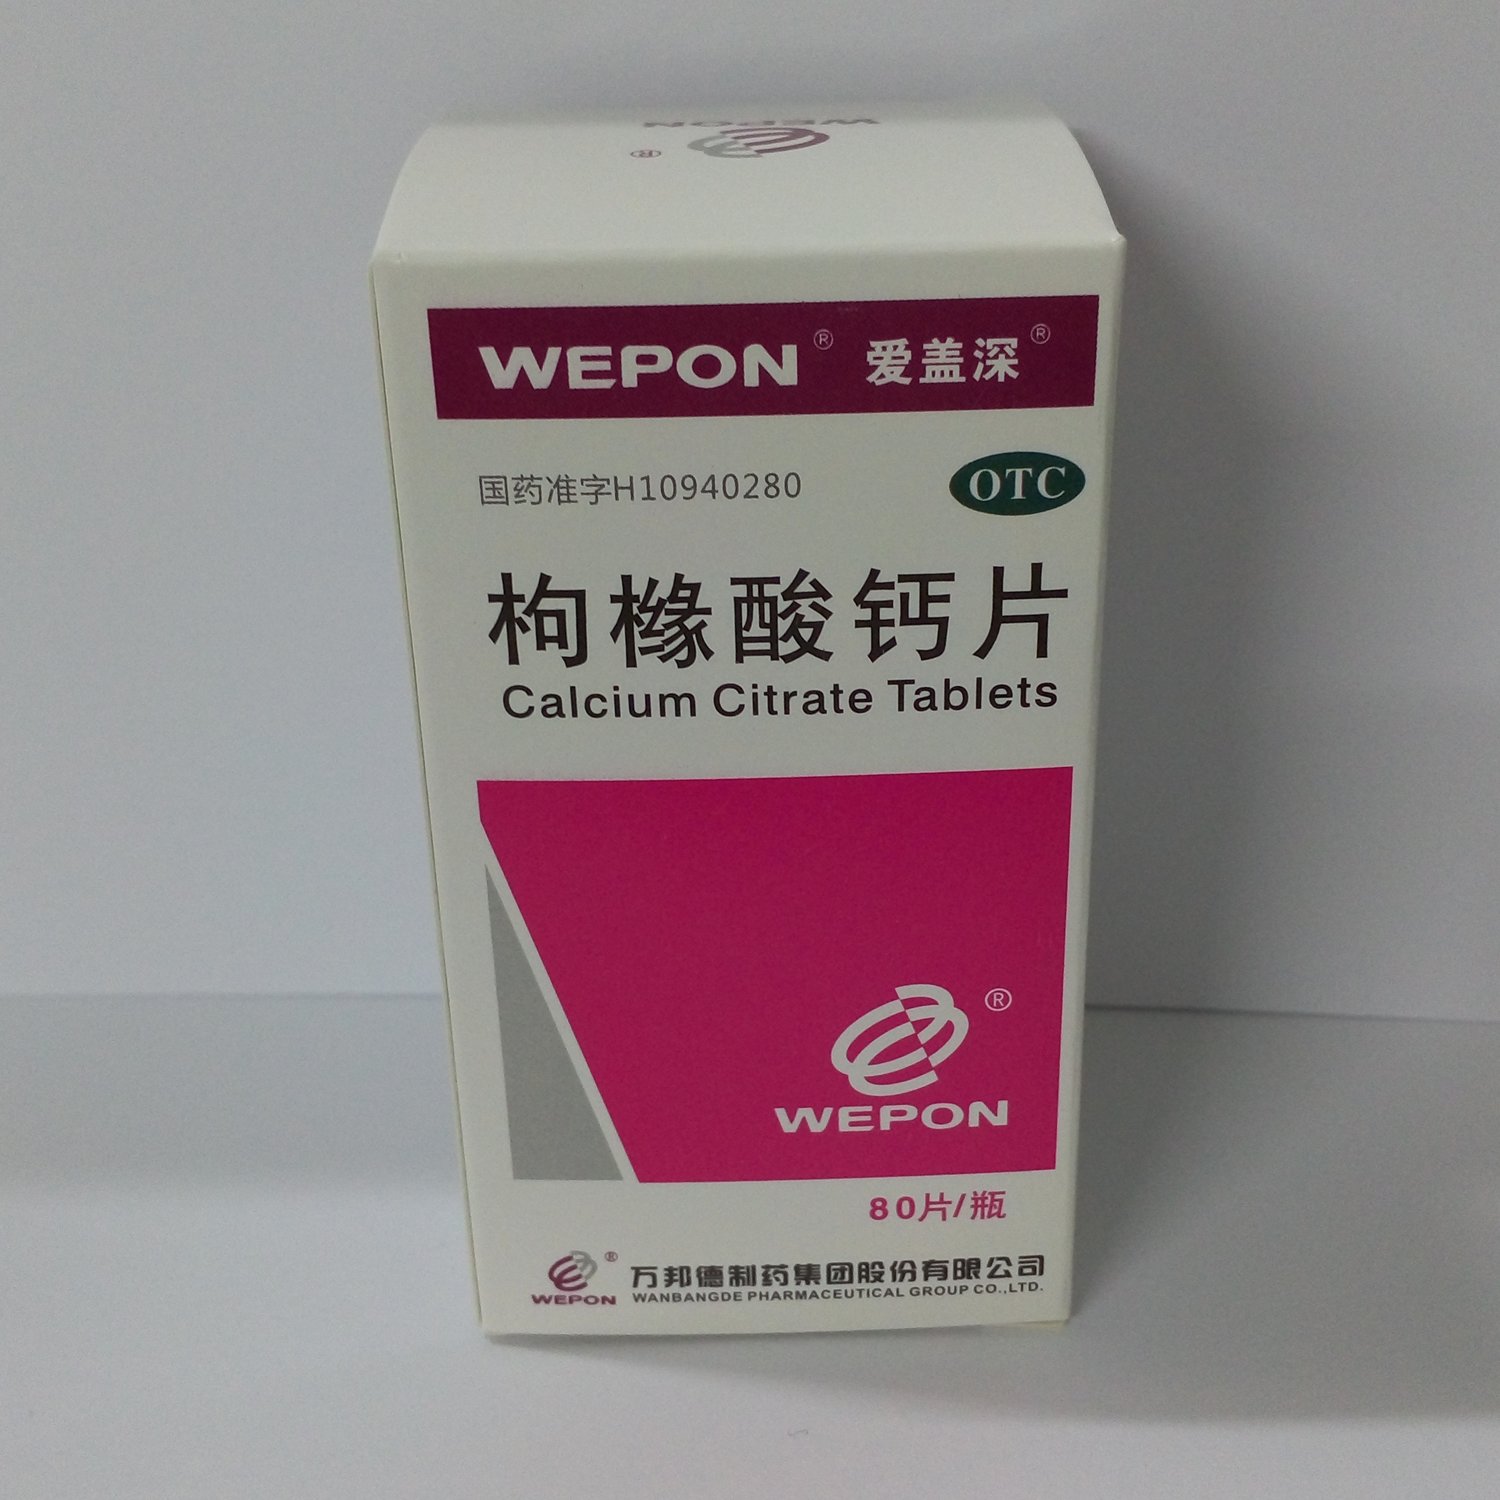 WEPON
®
WEPON® 爱盖深®
国药准字H10940280
OTC
枸橼酸钙片
Calcium Citrate Tablets
®
WEPON
80片/瓶
®
WEPON
万邦德制药集团股份有限公司
WANBANGDE PHARMACEUTICAL GROUP CO.,LTD.